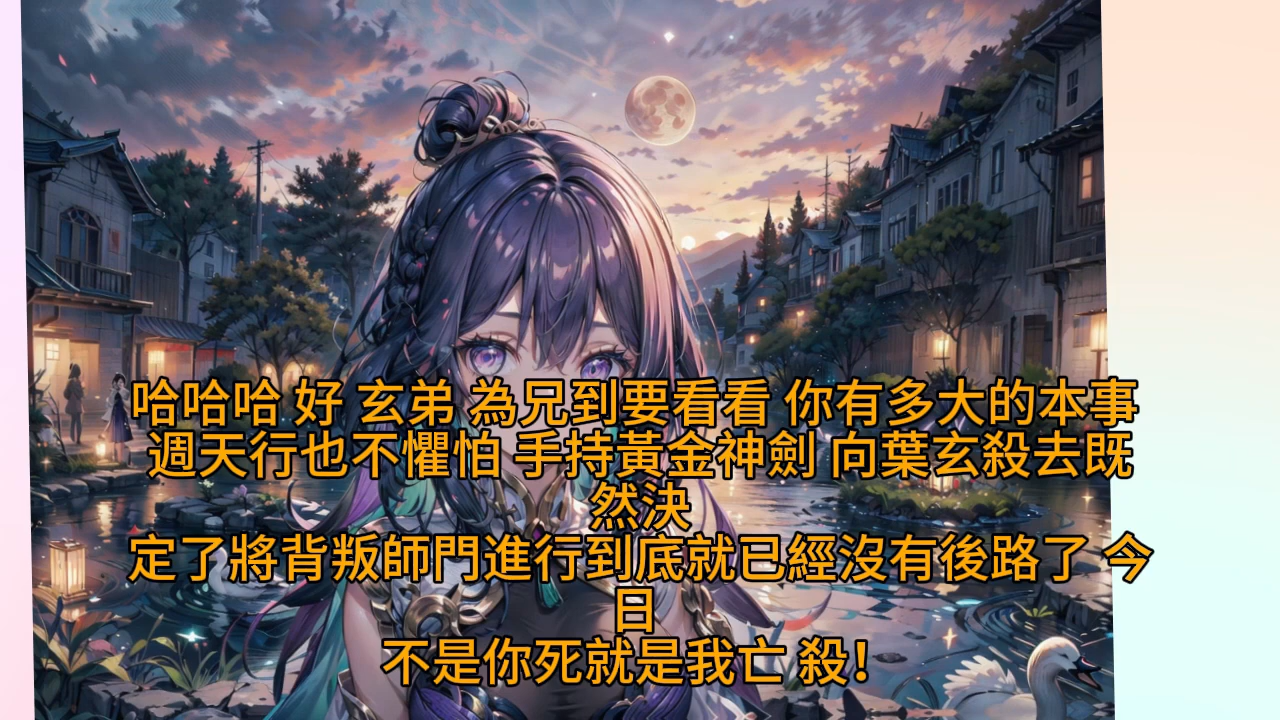 哈哈哈 好 玄弟 為兄到要看看 你有多大的本事
週天行也不懼怕 手持黃金神劍 向葉玄殺去既
然決
定了將背叛師門進行到底就已經沒有後路了 今
日
不是你死就是我亡 殺！